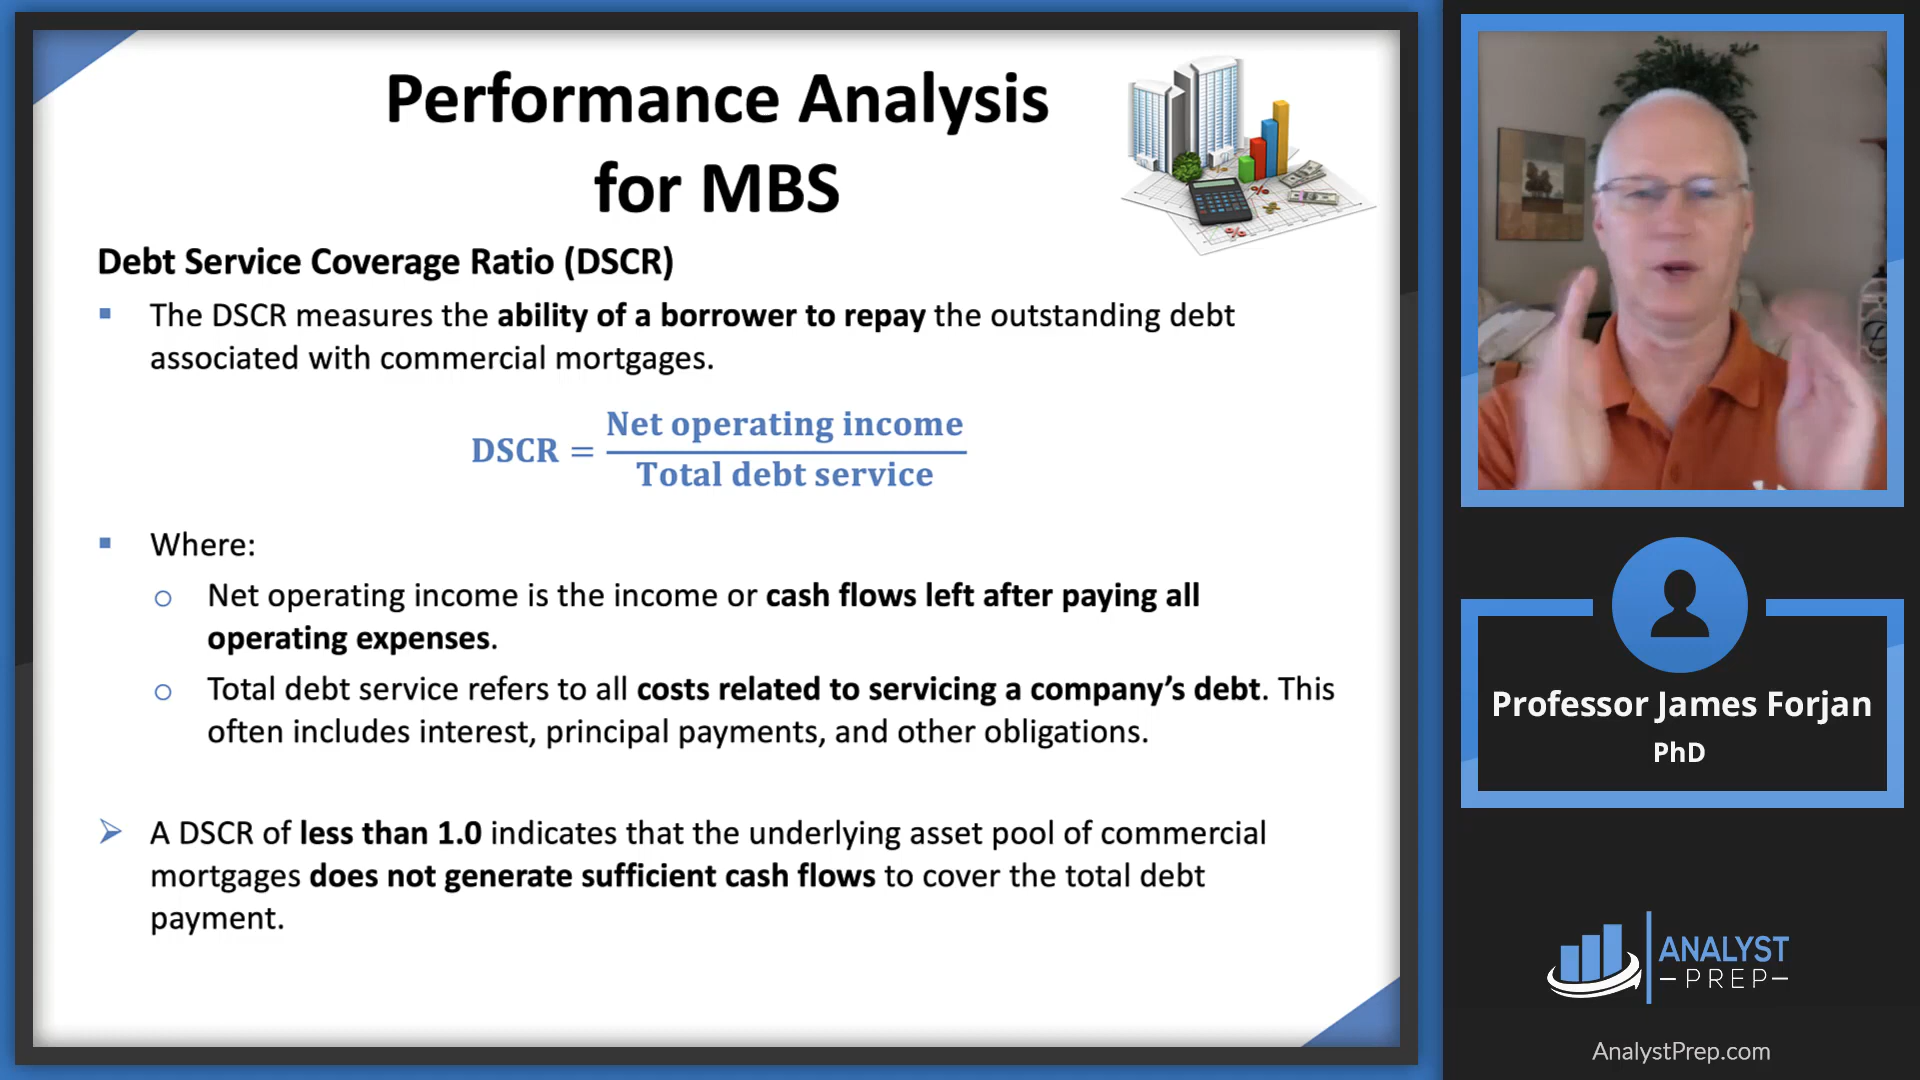 Performance Analysis
for MBS
Debt Service Coverage Ratio (DSCR)
▪ The DSCR measures the ability of a borrower to repay the outstanding debt
associated with commercial mortgages.
DSCR = Net operating income
Total debt service
▪ Where:
o Net operating income is the income or cash flows left after paying all
operating expenses.
o Total debt service refers to all costs related to servicing a company’s debt. This
often includes interest, principal payments, and other obligations.
➢ A DSCR of less than 1.0 indicates that the underlying asset pool of commercial
mortgages does not generate sufficient cash flows to cover the total debt
payment.
Professor James Forjan
PhD
ANALYST
PREP
AnalystPrep.com